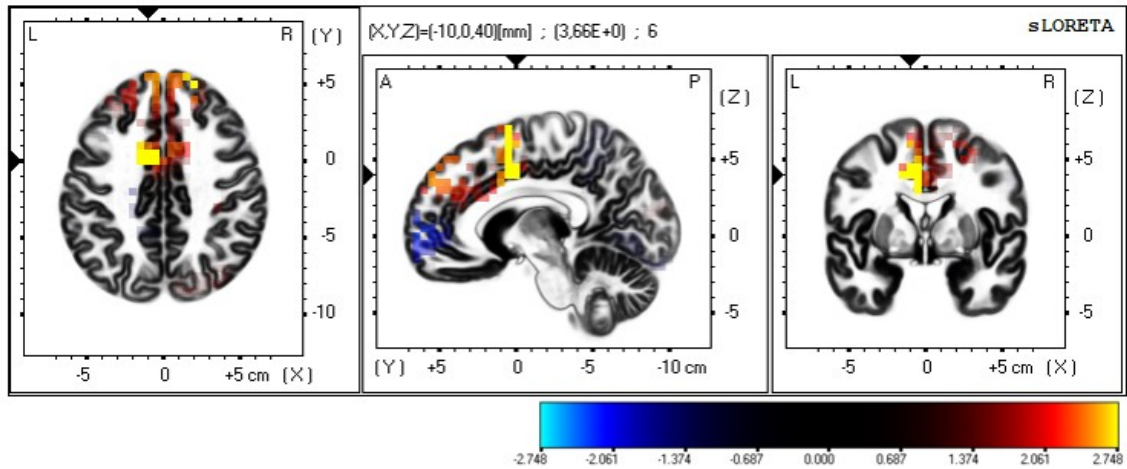 (X,Y,Z)=(-10,0,40)[mm] ; (3,66E+0) ; 6
sLORETA
L R (Y)
+5
0
-5
-10
-5 0 +5 cm (X)
A P
(Z)
+5
0
-5
(Y) +5 0 -5 -10 cm
L R
(Z)
+5
0
-5
-5 0 +5 cm (X)
-2.748 -2.061 -1.374 -0.687 0.000 0.687 1.374 2.061 2.748